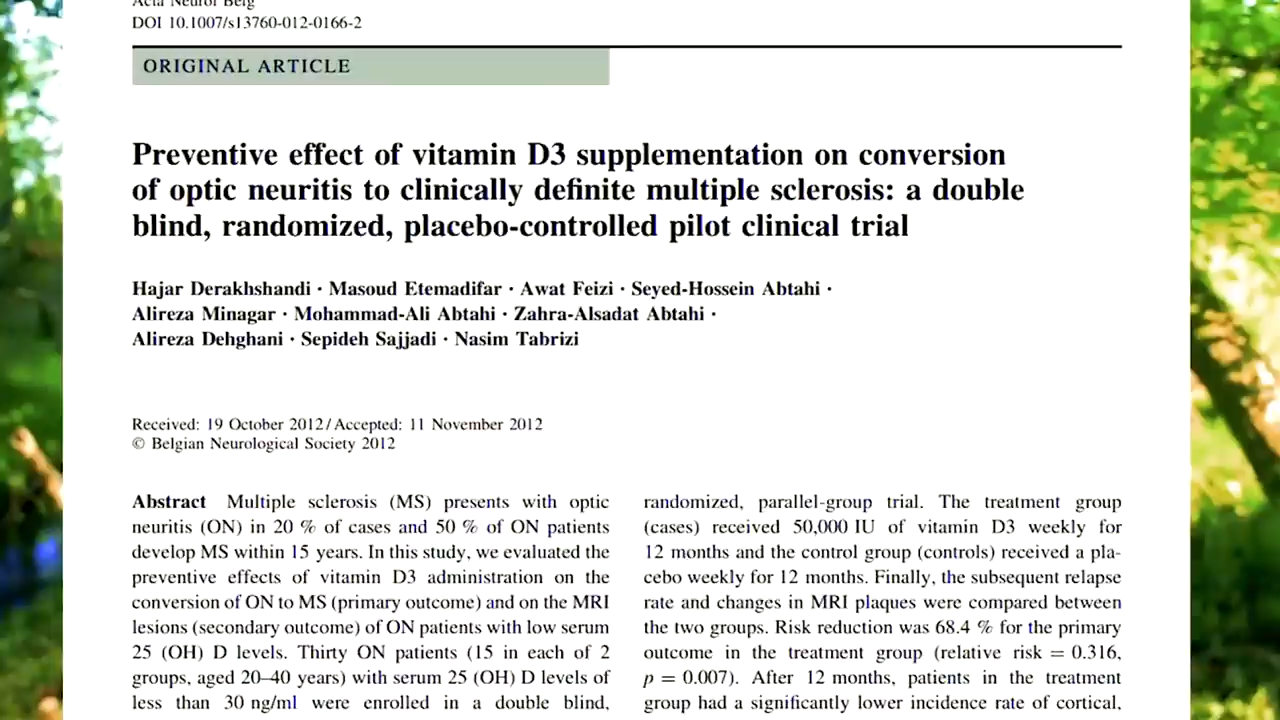 Acta Neurol Belg
DOI 10.1007/s13760-012-0166-2
ORIGINAL ARTICLE
Preventive effect of vitamin D3 supplementation on conversion
of optic neuritis to clinically definite multiple sclerosis: a double
blind, randomized, placebo-controlled pilot clinical trial
Hajar Derakhshandi · Masoud Etemadifar · Awat Feizi · Seyed-Hossein Abtahi ·
Alireza Minagar · Mohammad-Ali Abtahi · Zahra-Alsadat Abtahi ·
Alireza Dehghani · Sepideh Sajjadi · Nasim Tabrizi
Received: 19 October 2012 / Accepted: 11 November 2012
© Belgian Neurological Society 2012
Abstract Multiple sclerosis (MS) presents with optic
neuritis (ON) in 20 % of cases and 50 % of ON patients
develop MS within 15 years. In this study, we evaluated the
preventive effects of vitamin D3 administration on the
conversion of ON to MS (primary outcome) and on the MRI
lesions (secondary outcome) of ON patients with low serum
25 (OH) D levels. Thirty ON patients (15 in each of 2
groups, aged 20–40 years) with serum 25 (OH) D levels of
less than 30 ng/ml were enrolled in a double blind,
randomized, parallel-group trial. The treatment group
(cases) received 50,000 IU of vitamin D3 weekly for
12 months and the control group (controls) received a pla-
cebo weekly for 12 months. Finally, the subsequent relapse
rate and changes in MRI plaques were compared between
the two groups. Risk reduction was 68.4 % for the primary
outcome in the treatment group (relative risk = 0.316,
p = 0.007). After 12 months, patients in the treatment
group had a significantly lower incidence rate of cortical,